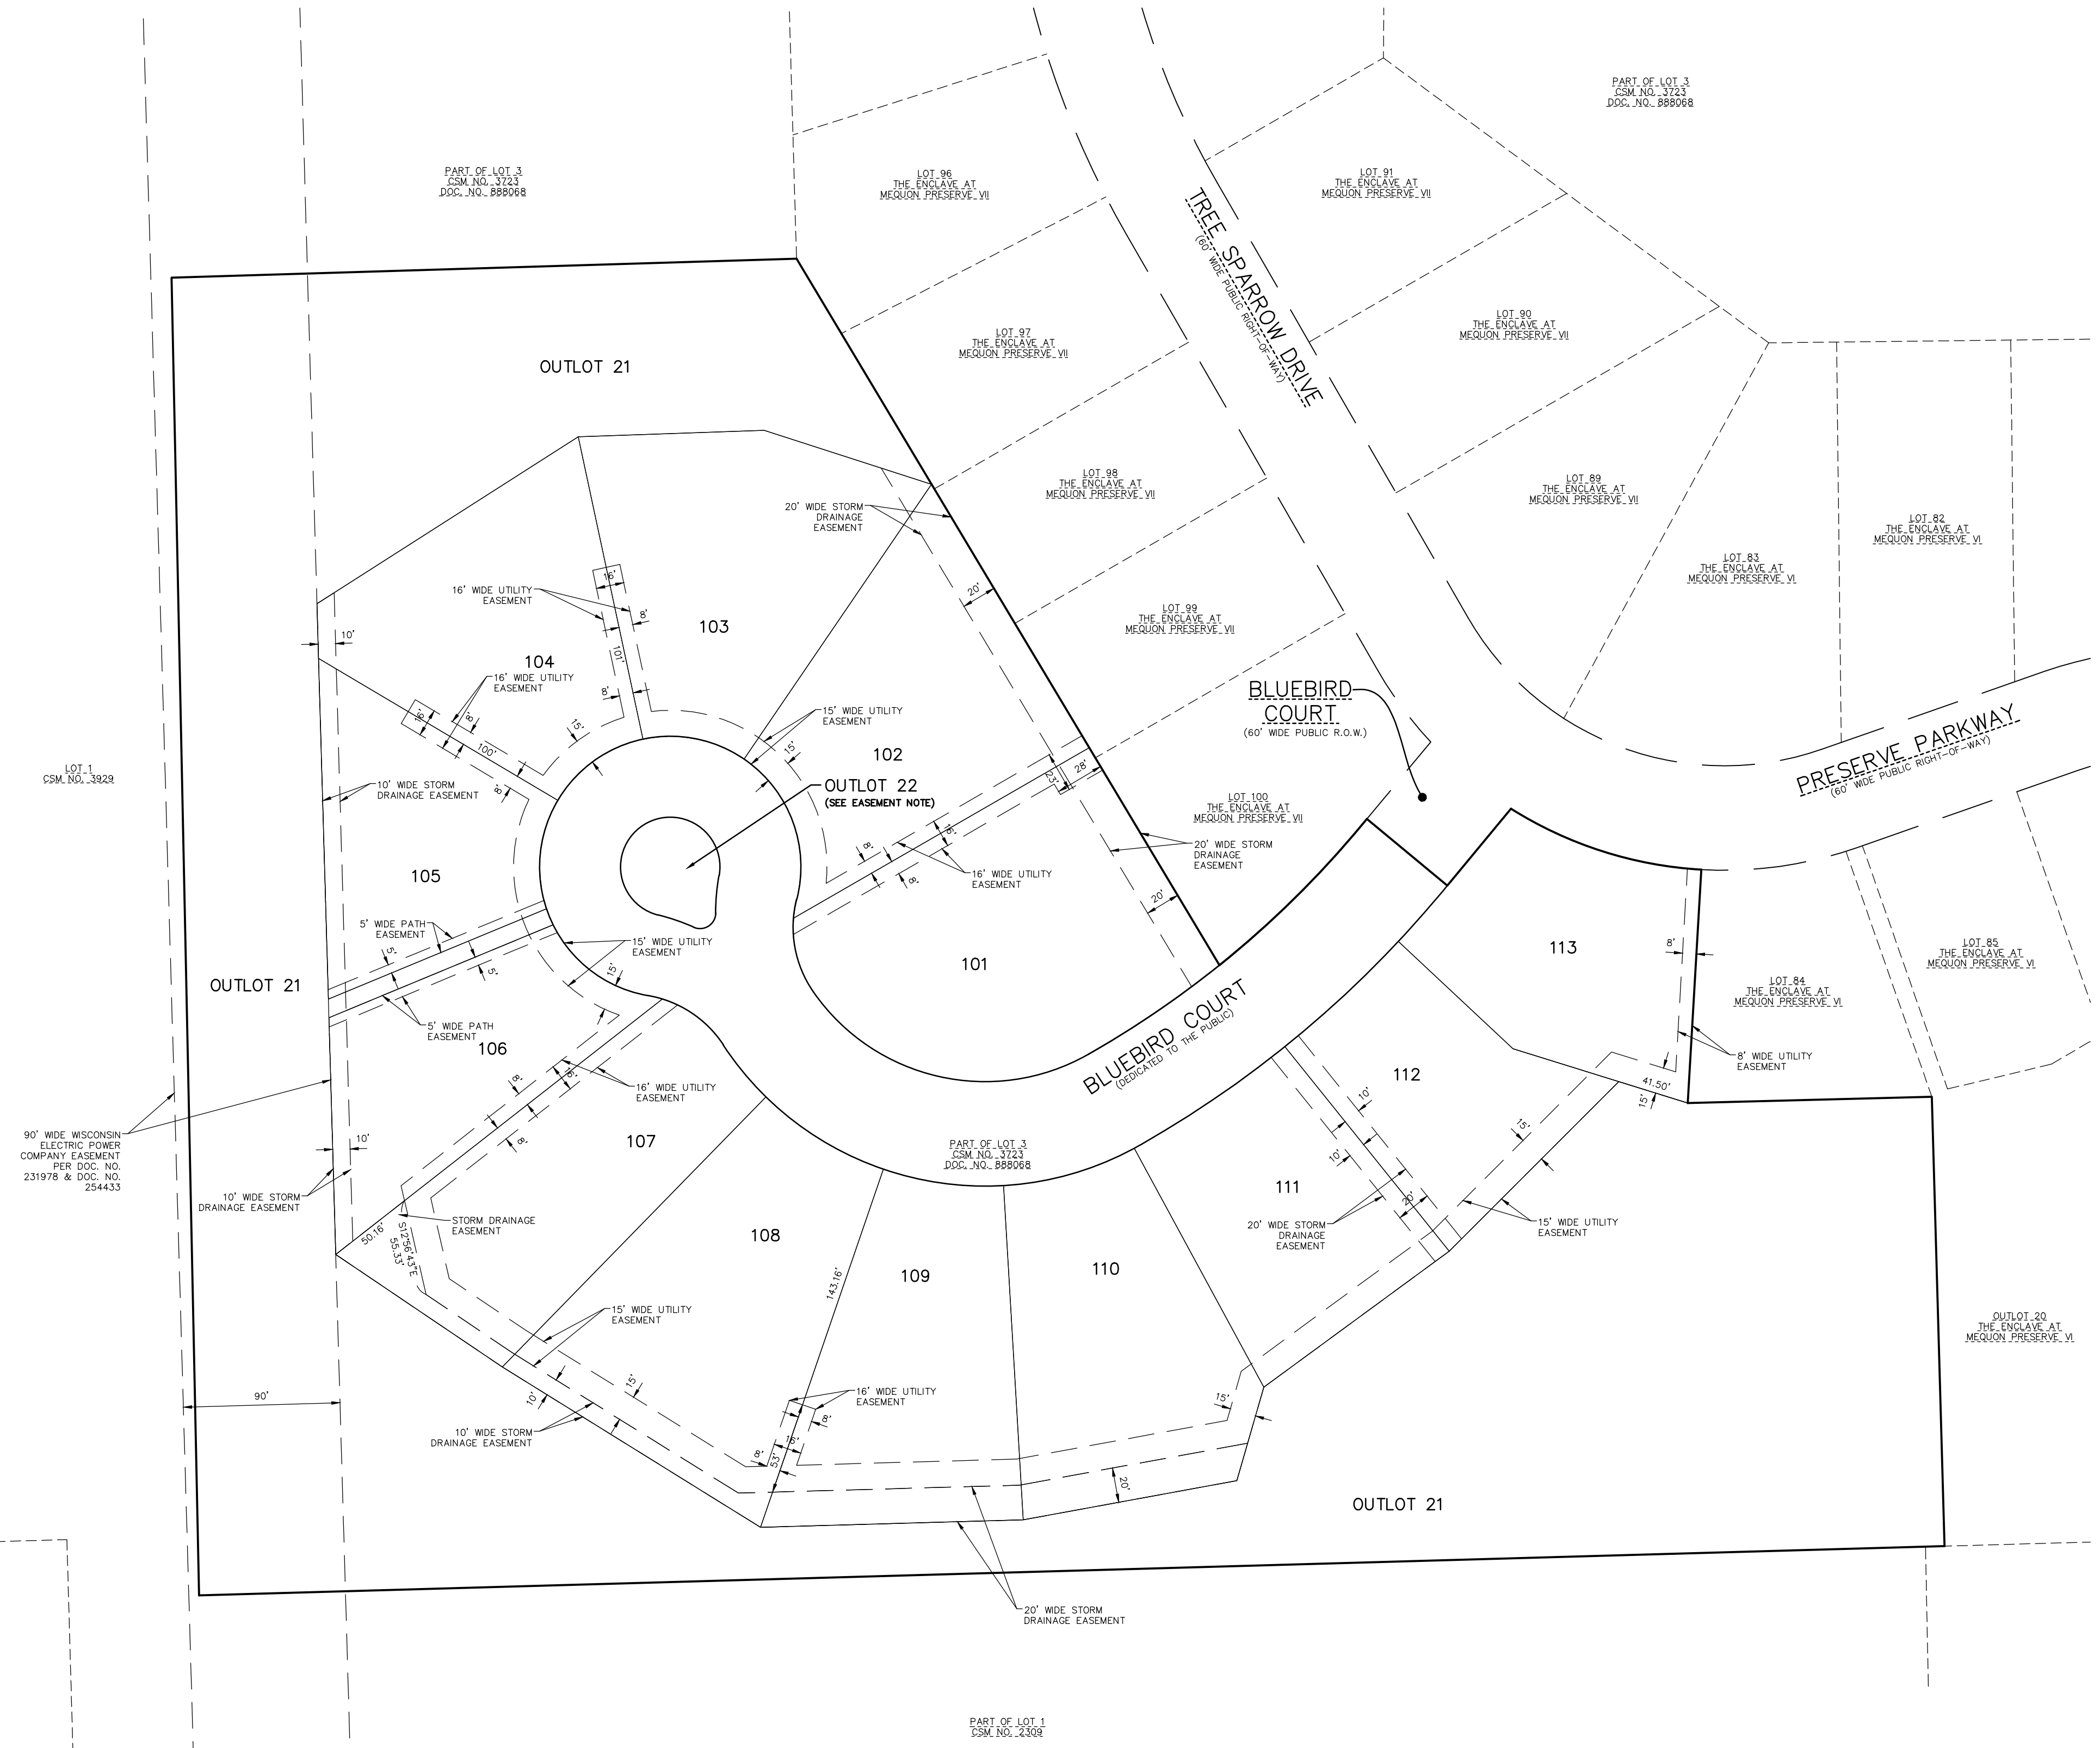 PART OF LOT 3
CSM NO. 3723
DOC. NO. 888068
PART OF LOT 3
CSM NO. 3723
DOC. NO. 888068
LOT 96
THE ENCLAVE AT
MEQUON PRESERVE VII
LOT 91
THE ENCLAVE AT
MEQUON PRESERVE VII
TREE SPARROW DRIVE
(60' WIDE PUBLIC RIGHT-OF-WAY)
LOT 97
THE ENCLAVE AT
MEQUON PRESERVE VII
LOT 90
THE ENCLAVE AT
MEQUON PRESERVE VII
OUTLOT 21
LOT 98
THE ENCLAVE AT
MEQUON PRESERVE VII
LOT 89
THE ENCLAVE AT
MEQUON PRESERVE VII
LOT 82
THE ENCLAVE AT
MEQUON PRESERVE VI
LOT 83
THE ENCLAVE AT
MEQUON PRESERVE VI
20' WIDE STORM
DRAINAGE
EASEMENT
20'
16'
16' WIDE UTILITY
EASEMENT
8'
103
101'
8'
10'
104
16' WIDE UTILITY
EASEMENT
16'
8'
100'
8'
15'
LOT 99
THE ENCLAVE AT
MEQUON PRESERVE VII
BLUEBIRD
COURT
(60' WIDE PUBLIC R.O.W.)
PRESERVE PARKWAY
(60' WIDE PUBLIC RIGHT-OF-WAY)
15' WIDE UTILITY
EASEMENT
15'
102
LOT 1
CSM NO. 3929
10' WIDE STORM
DRAINAGE EASEMENT
OUTLOT 22
(SEE EASEMENT NOTE)
23'
28'
LOT 100
THE ENCLAVE AT
MEQUON PRESERVE VII
20' WIDE STORM
DRAINAGE
EASEMENT
16'
8'
8'
16' WIDE UTILITY
EASEMENT
20'
105
5' WIDE PATH
EASEMENT
5'
5'
15' WIDE UTILITY
EASEMENT
15'
101
113
8'
LOT 85
THE ENCLAVE AT
MEQUON PRESERVE VI
LOT 84
THE ENCLAVE AT
MEQUON PRESERVE VI
OUTLOT 21
5' WIDE PATH
EASEMENT
106
BLUEBIRD COURT
(DEDICATED TO THE PUBLIC)
8' WIDE UTILITY
EASEMENT
41.50'
15'
8'
16'
8'
16' WIDE UTILITY
EASEMENT
112
10'
10'
15'
90' WIDE WISCONSIN
ELECTRIC POWER
COMPANY EASEMENT
PER DOC. NO.
231978 & DOC. NO.
254433
10'
107
PART OF LOT 3
CSM NO. 3723
DOC. NO. 888068
111
20'
10' WIDE STORM
DRAINAGE EASEMENT
50.16'
S12°56'43"E
55.33'
STORM DRAINAGE
EASEMENT
108
143.16'
109
110
20' WIDE STORM
DRAINAGE
EASEMENT
15' WIDE UTILITY
EASEMENT
OUTLOT 20
THE ENCLAVE AT
MEQUON PRESERVE VI
15' WIDE UTILITY
EASEMENT
90'
10'
15'
16' WIDE UTILITY
EASEMENT
8'
16'
8'
53'
15'
20'
10' WIDE STORM
DRAINAGE EASEMENT
OUTLOT 21
20' WIDE STORM
DRAINAGE EASEMENT
PART OF LOT 1
CSM NO. 2309